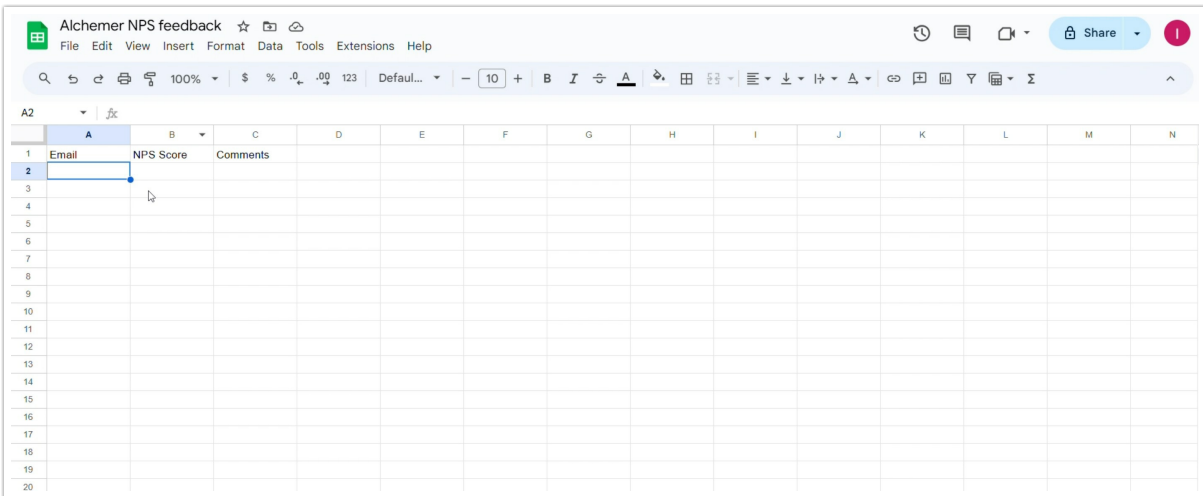 Alchemer NPS feedback
File Edit View Insert Format Data Tools Extensions Help
Share
I
100% $ % .0 .00 123 Defaul... 10 B I A
A2 fx
A B C D E F G H I J K L M N
1 Email NPS Score Comments
2
3
4
5
6
7
8
9
10
11
12
13
14
15
16
17
18
19
20